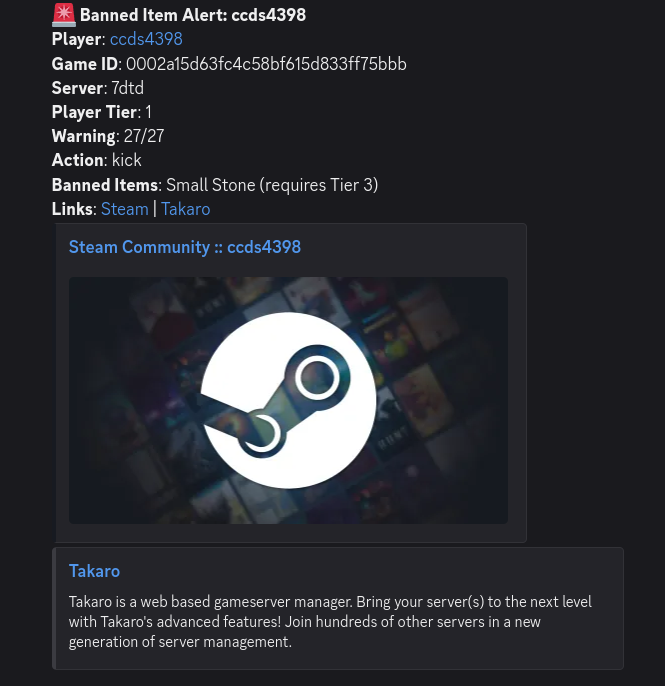 🚨 Banned Item Alert: ccds4398
Player: ccds4398
Game ID: 0002a15d63fc4c58bf615d833ff75bbb
Server: 7dtd
Player Tier: 1
Warning: 27/27
Action: kick
Banned Items: Small Stone (requires Tier 3)
Links: Steam | Takaro
Steam Community :: ccds4398
Takaro
Takaro is a web based gameserver manager. Bring your server(s) to the next level
with Takaro's advanced features! Join hundreds of other servers in a new
generation of server management.